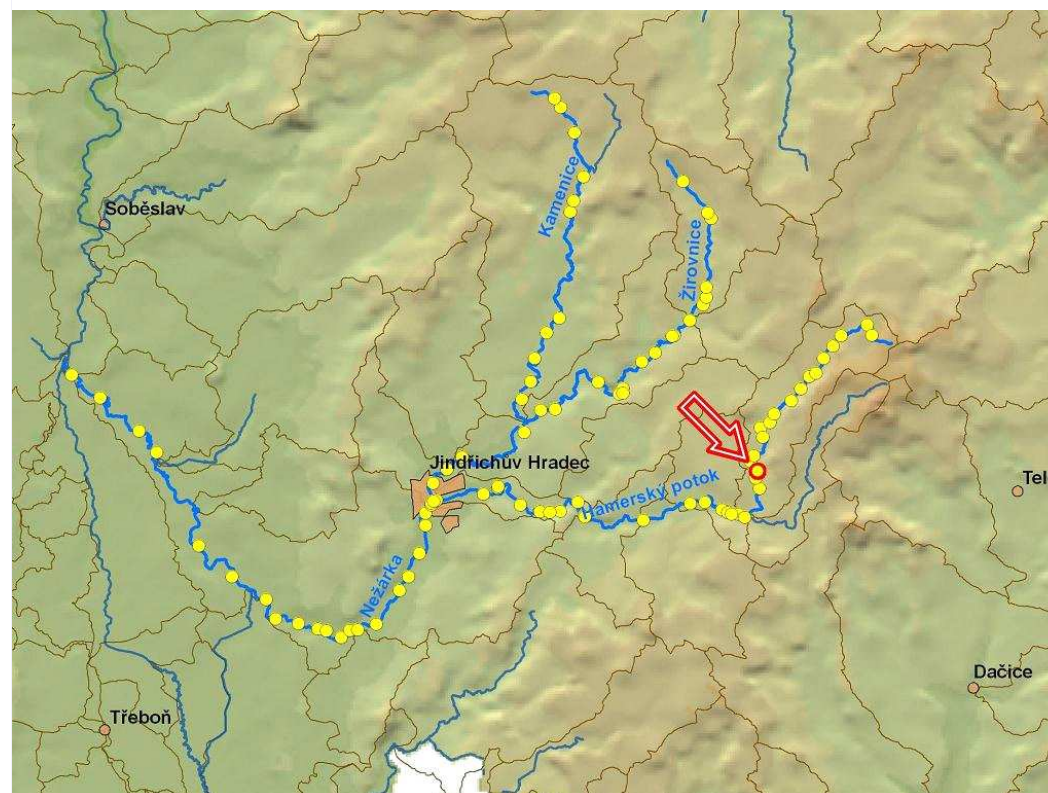 Soběslav
Kamenice
Žirovnice
Jindřichův Hradec
Hamerský potok
Tel
Nežárka
Dačice
Třeboň